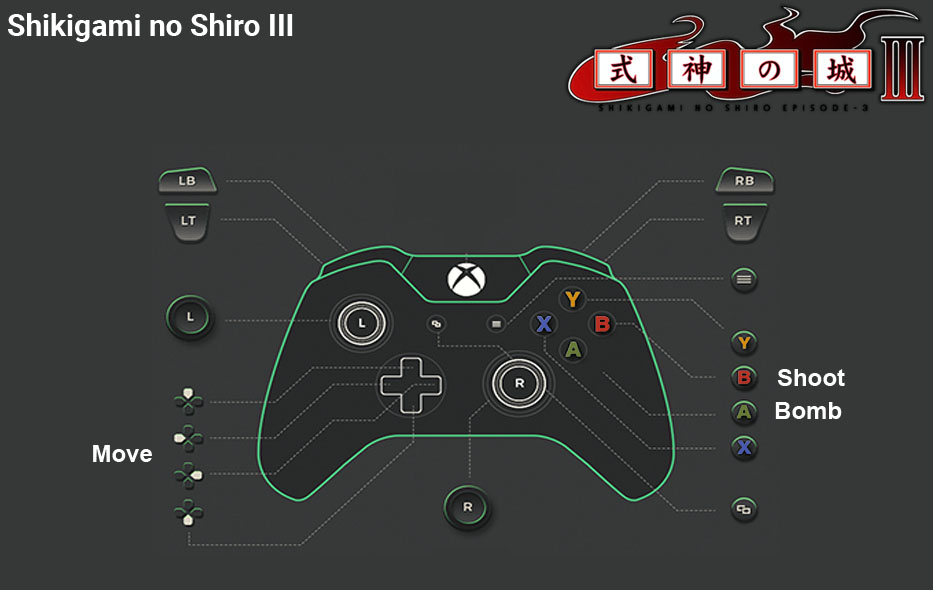 Shikigami no Shiro III
式神の城 III
SHIKIGAMI NO SHIRO EPISODE-3
LB
RB
LT
RT
L
L
Y
X
B
A
R
Y
B Shoot
A Bomb
X
Move
R